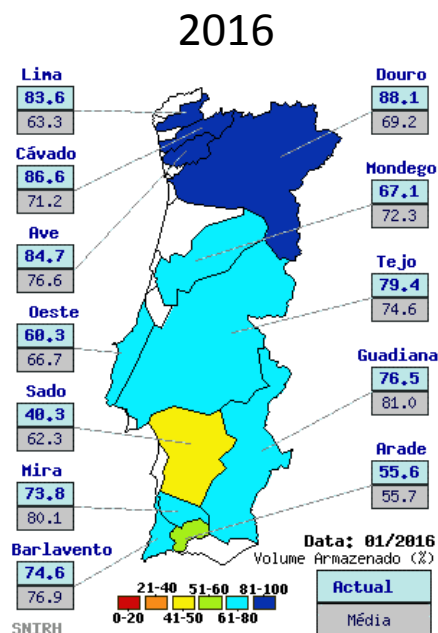 2016
Lima
83.6
63.3
Cávado
86.6
71.2
Ave
84.7
76.6
Oeste
60.3
66.7
Sado
40.3
62.3
Mira
73.8
80.1
Barlavento
74.6
76.9
Douro
88.1
69.2
Mondego
67.1
72.3
Tejo
79.4
74.6
Guadiana
76.5
81.0
Arade
55.6
55.7
Data: 01/2016
Volume Armazenado (%)
Actual
Média
21-40 51-60 81-100
0-20 41-50 61-80
SNTRH